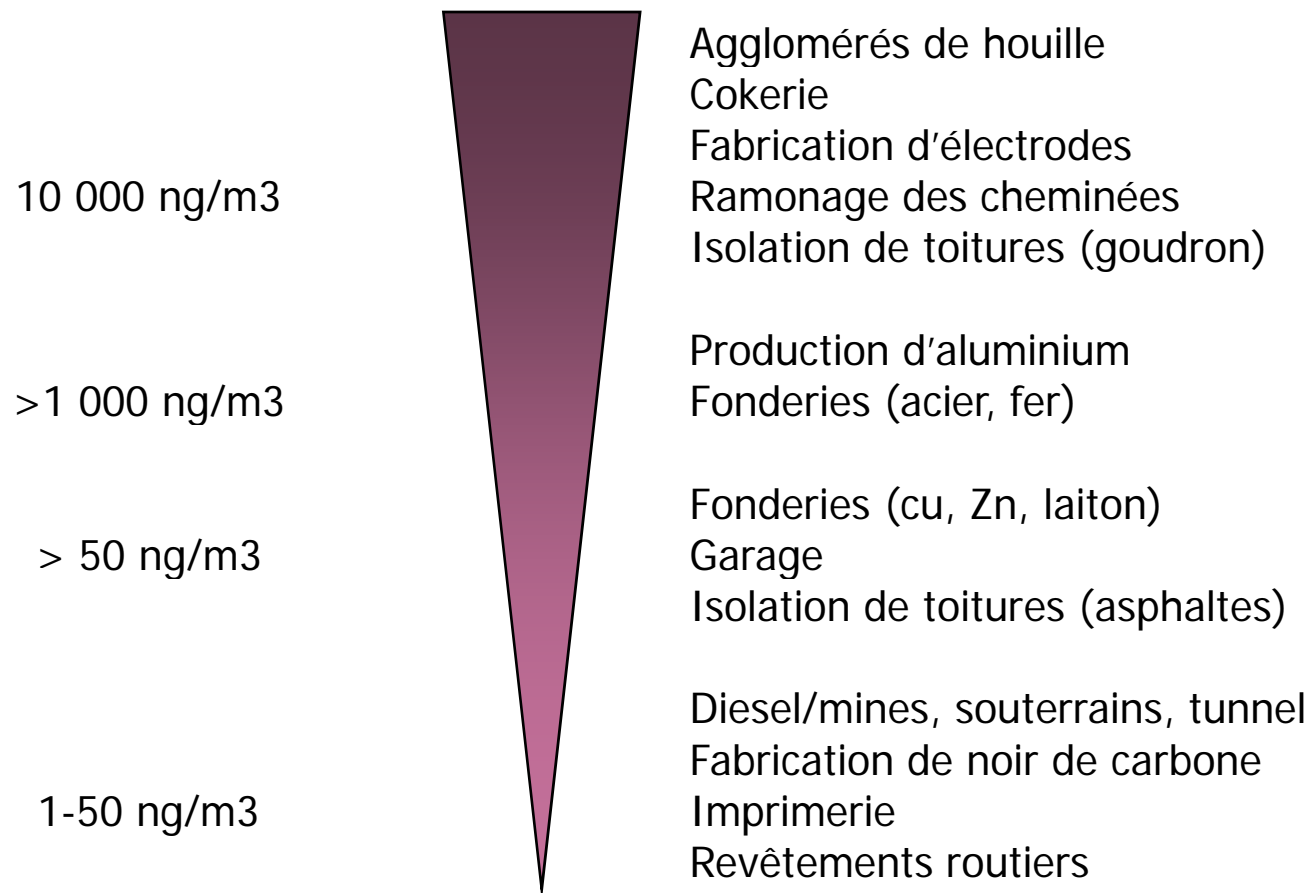 Agglomérés de houille
Cokerie
Fabrication d'électrodes
10 000 ng/m3 Ramonage des cheminées
Isolation de toitures (goudron)
Production d'aluminium
>1 000 ng/m3 Fonderies (acier, fer)
Fonderies (cu, Zn, laiton)
> 50 ng/m3 Garage
Isolation de toitures (asphaltes)
Diesel/mines, souterrains, tunnel
Fabrication de noir de carbone
1-50 ng/m3 Imprimerie
Revêtements routiers